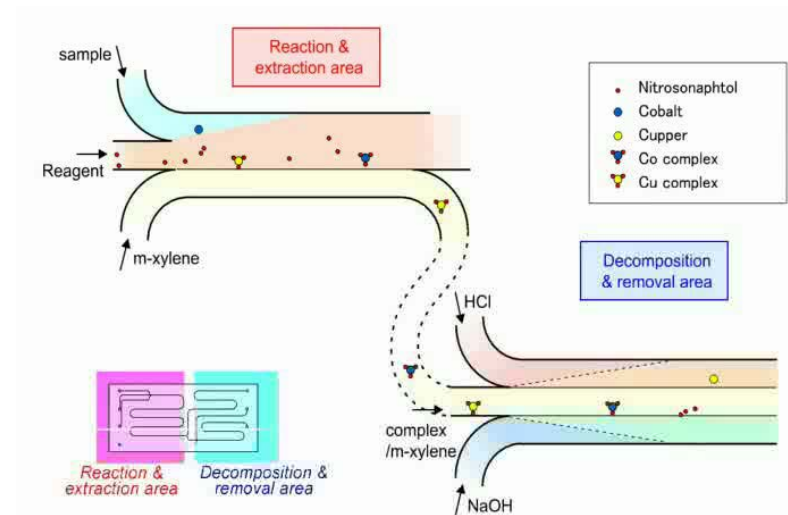 sample
Reaction &
extraction area
Reagent
m-xylene
Nitrosonaphtol
Cobalt
Cupper
Co complex
Cu complex
Decomposition
& removal area
HCl
complex
/m-xylene
NaOH
Reaction &
extraction area
Decomposition &
removal area